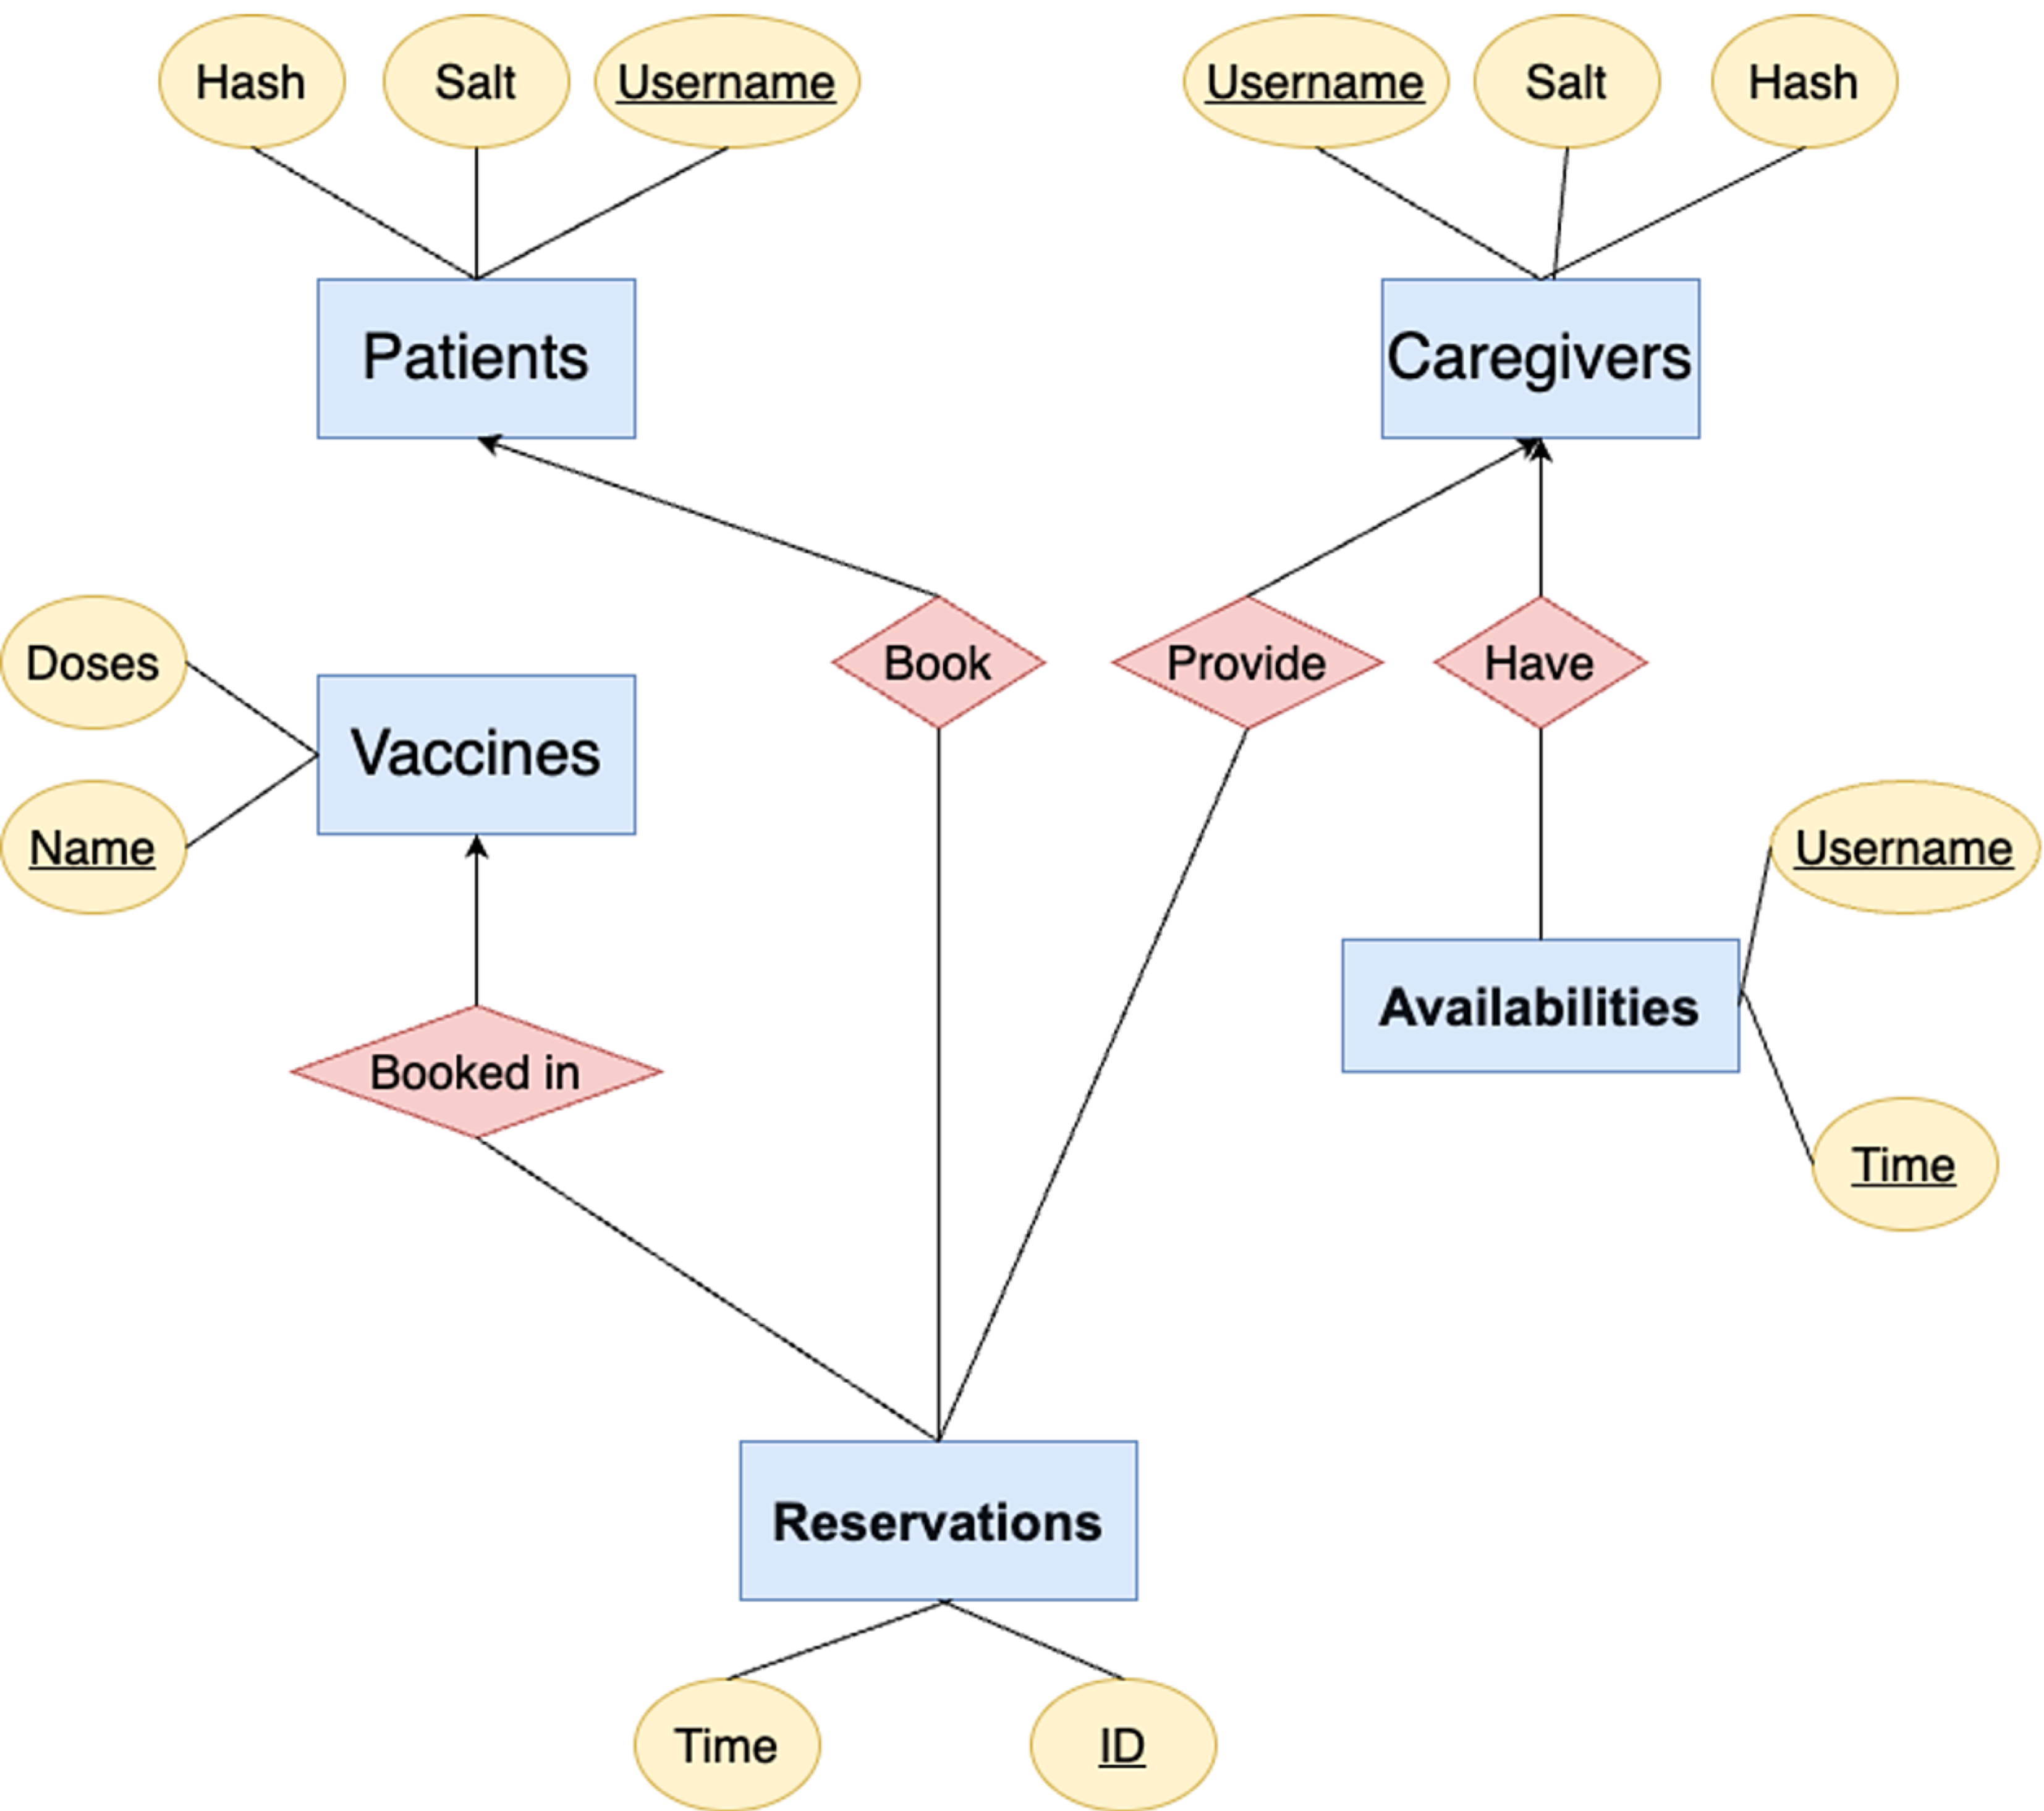 Hash
Salt
Username
Username
Salt
Hash
Patients
Caregivers
Doses
Book
Provide
Have
Vaccines
Name
Username
Availabilities
Booked in
Time
Reservations
Time
ID